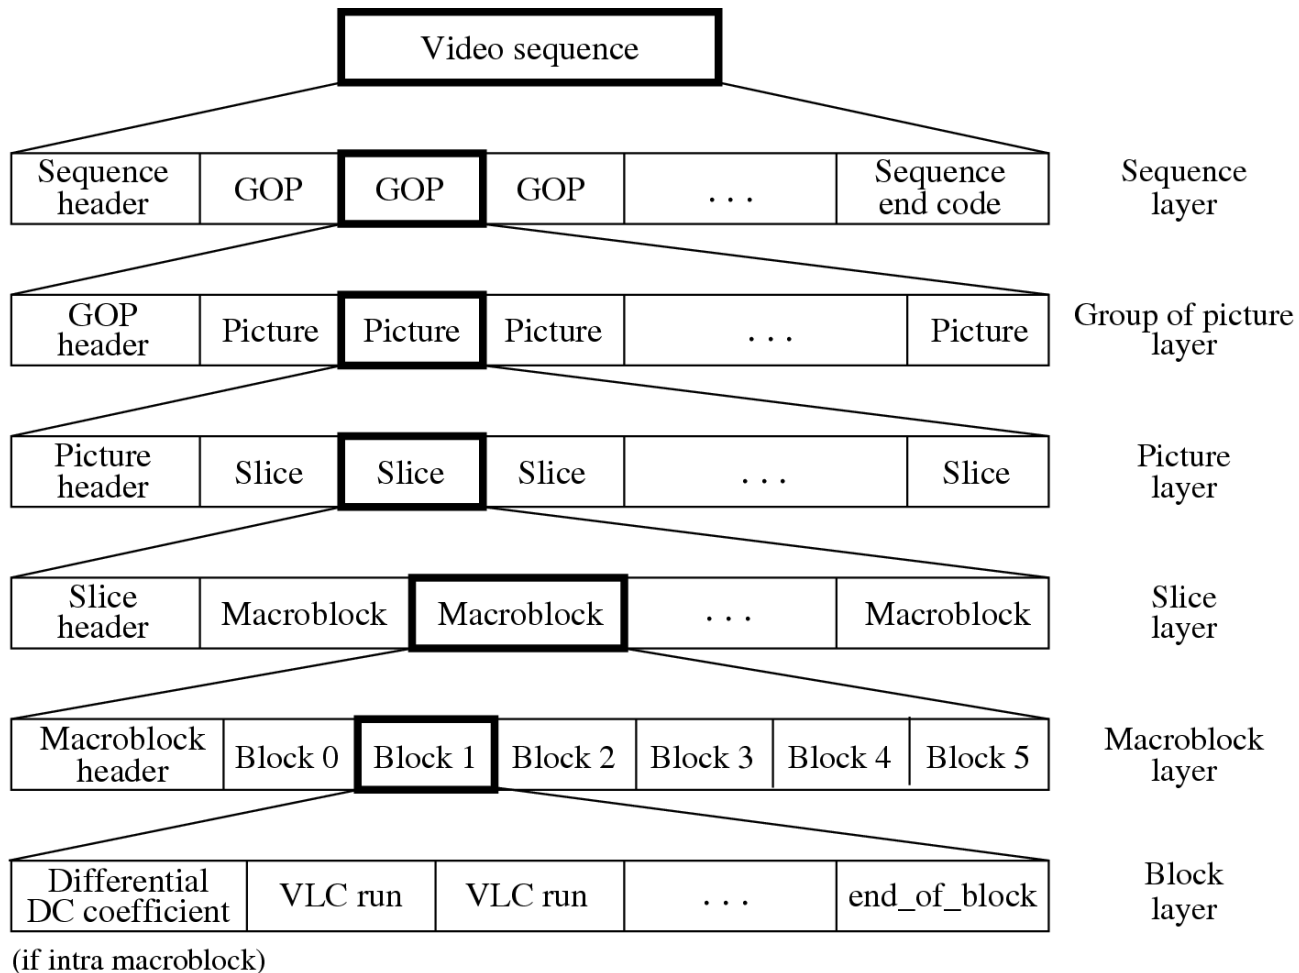 Video sequence
Sequence header GOP GOP GOP . . . Sequence end code Sequence layer
GOP header Picture Picture Picture . . . Picture Group of picture layer
Picture header Slice Slice Slice . . . Slice Picture layer
Slice header Macroblock Macroblock . . . Macroblock Slice layer
Macroblock header Block 0 Block 1 Block 2 Block 3 Block 4 Block 5 Macroblock layer
Differential DC coefficient VLC run VLC run . . . end_of_block Block layer
(if intra macroblock)